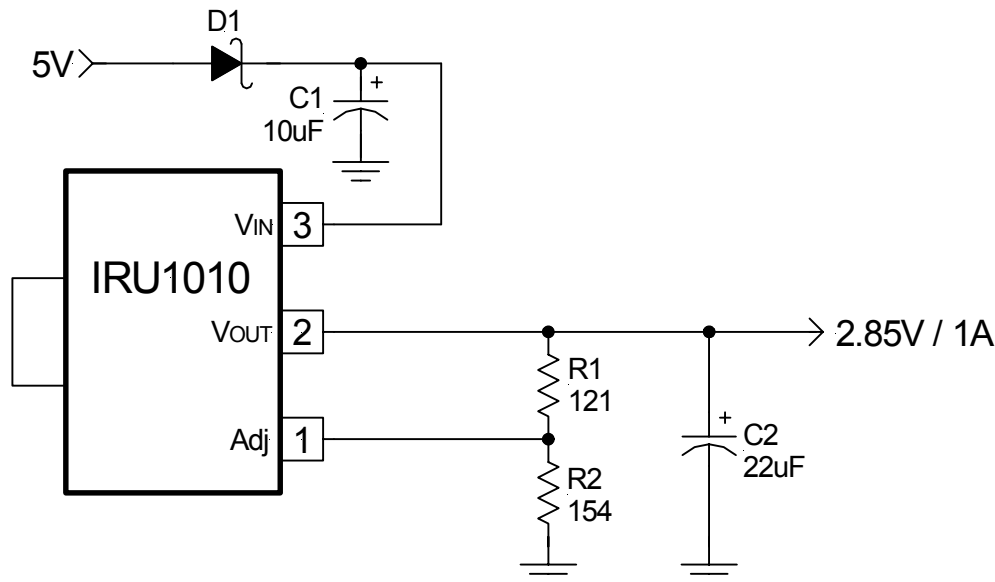 D1
5V
C1
10uF
VIN 3
IRU1010
VOUT 2
2.85V / 1A
R1
121
Adj 1
C2
22uF
R2
154